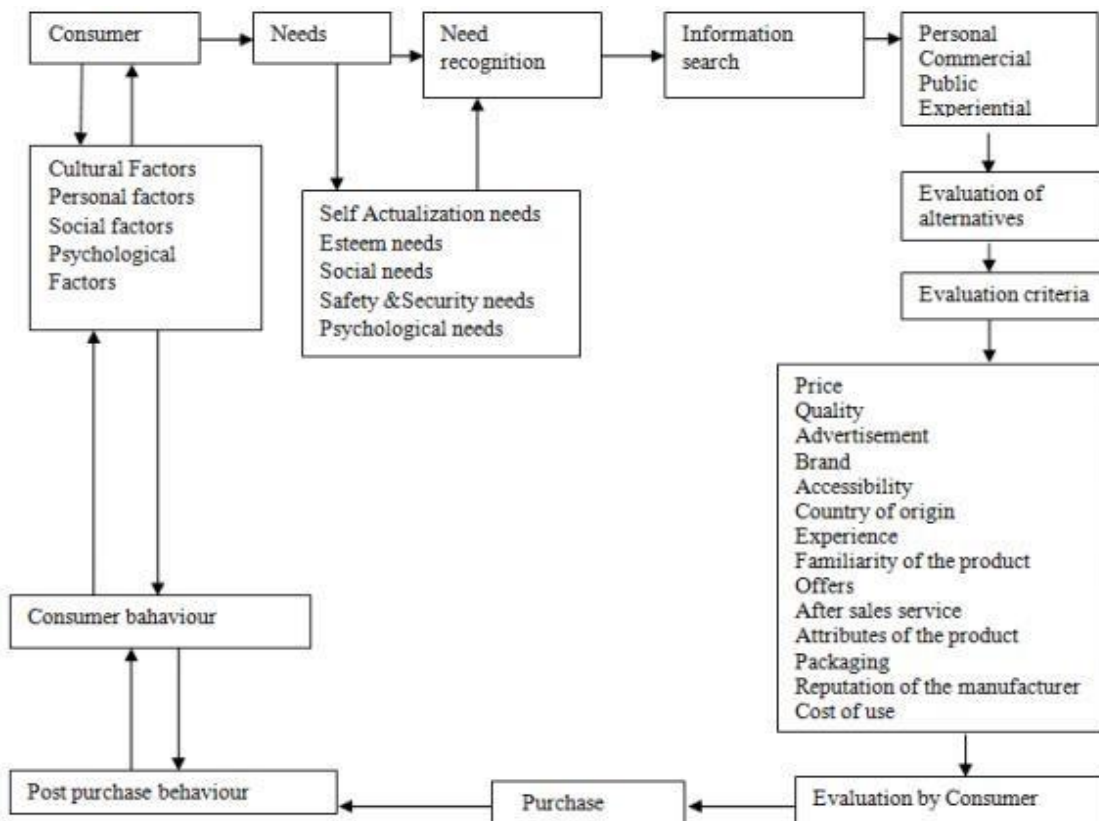 Consumer
Needs
Need
recognition
Information
search
Personal
Commercial
Public
Experiential
Cultural Factors
Personal factors
Social factors
Psychological
Factors
Self Actualization needs
Esteem needs
Social needs
Safety &Security needs
Psychological needs
Evaluation of
alternatives
Evaluation criteria
Price
Quality
Advertisement
Brand
Accessibility
Country of origin
Experience
Familiarity of the product
Offers
After sales service
Attributes of the product
Packaging
Reputation of the manufacturer
Cost of use
Consumer bahaviour
Post purchase behaviour
Purchase
Evaluation by Consumer